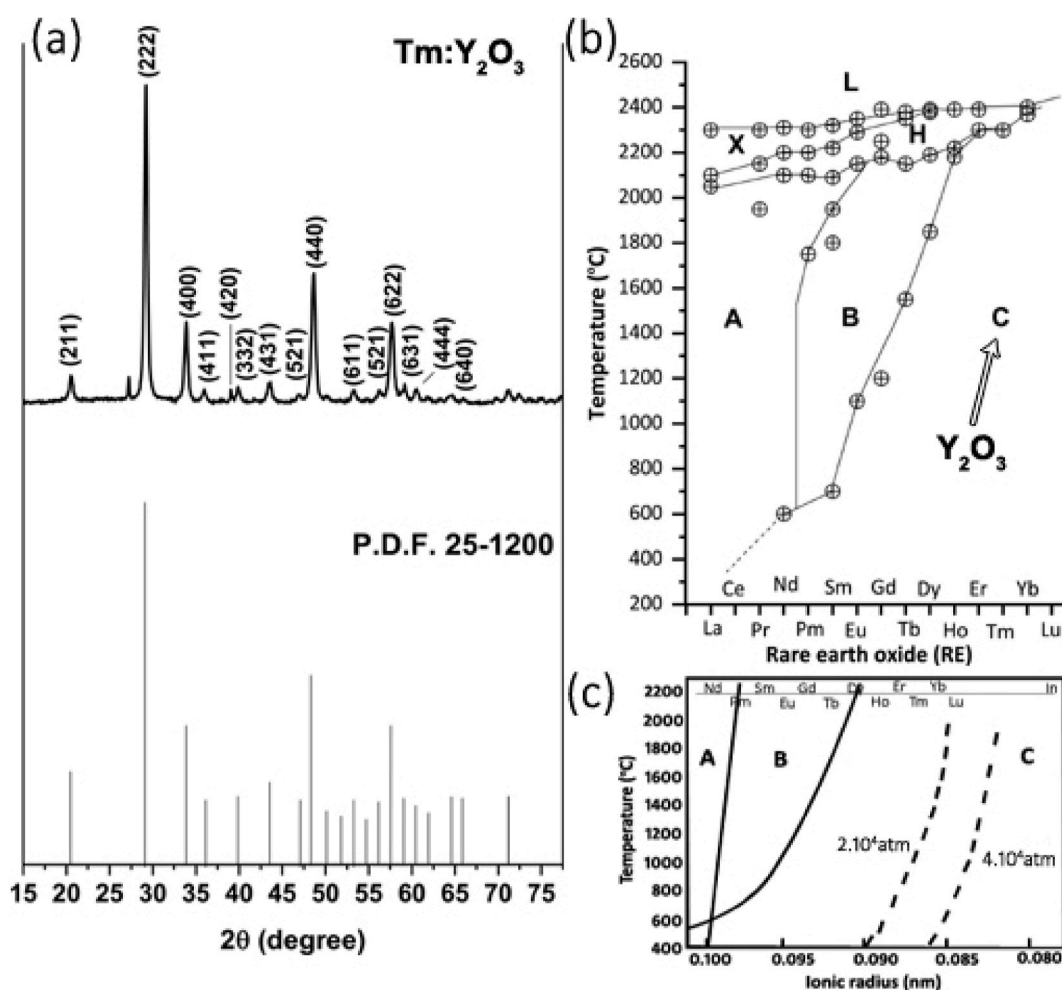 (a)
Tm:Y₂O₃
(222)
(211)
(400)
(411)
(420)
(332)
(431)
(521)
(440)
(611)
(521)
(622)
(631)
(444)
(640)
P.D.F. 25-1200
15 20 25 30 35 40 45 50 55 60 65 70 75
2θ (degree)
(b)
2600
2400
2200
2000
1800
1600
1400
1200
1000
800
600
400
200
Temperature (°C)
L
X
H
A
B
C
Y₂O₃
Ce Nd Sm Gd Dy Er Yb
La Pr Pm Eu Tb Ho Tm Lu
Rare earth oxide (RE)
(c)
2200
2000
1800
1600
1400
1200
1000
800
600
400
Temperature (°C)
Nd Sm Gd Dy Er Yb In
Pm Eu Tb Ho Tm Lu
A
B
C
2.10⁴atm
4.10⁴atm
0.100 0.095 0.090 0.085 0.080
Ionic radius (nm)